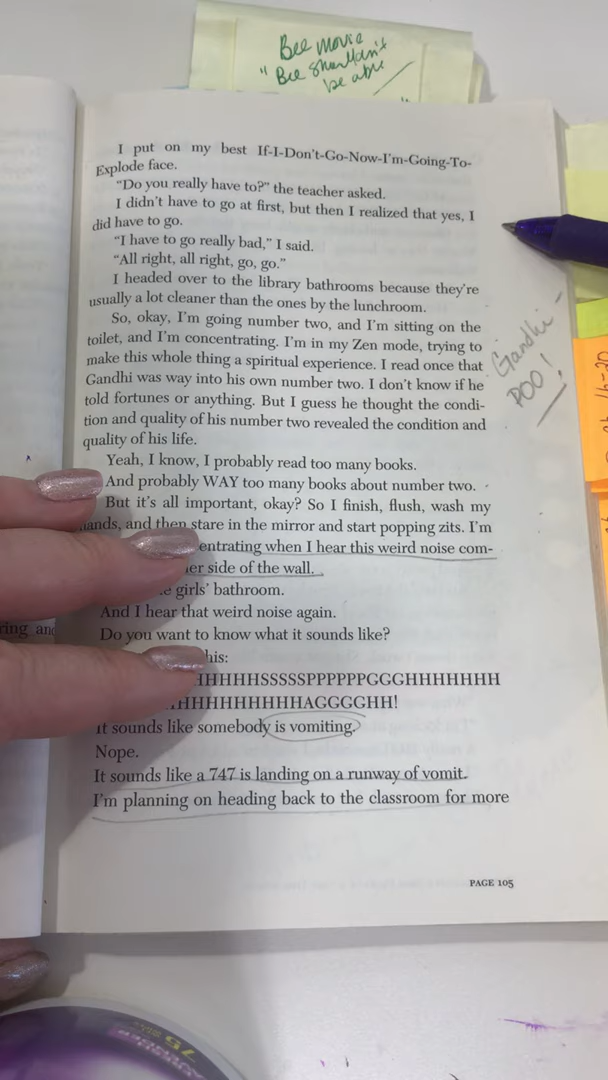 Bee movie
"Bee shouldn't
be able
"
I put on my best If-I-Don't-Go-Now-I'm-Going-To-
Explode face.
"Do you really have to?" the teacher asked.
I didn't have to go at first, but then I realized that yes, I
did have to go.
"I have to go really bad," I said.
"All right, all right, go, go."
I headed over to the library bathrooms because they're
usually a lot cleaner than the ones by the lunchroom.
So, okay, I'm going number two, and I'm sitting on the
toilet, and I'm concentrating. I'm in my Zen mode, trying to
make this whole thing a spiritual experience. I read once that
Gandhi was way into his own number two. I don't know if he
told fortunes or anything. But I guess he thought the condi-
tion and quality of his number two revealed the condition and
quality of his life.
Gandhi -
POO!
Yeah, I know, I probably read too many books.
And probably WAY too many books about number two.
But it's all important, okay? So I finish, flush, wash my
hands, and then stare in the mirror and start popping zits. I'm
entrating when I hear this weird noise com-
er side of the wall.
girls' bathroom.
And I hear that weird noise again.
Do you want to know what it sounds like?
his:
HHHHHSSSSSPPPPPPGGGHHHHHHH
HHHHHHHHHHAGGGGHH!
It sounds like somebody is vomiting.
Nope.
It sounds like a 747 is landing on a runway of vomit.
I'm planning on heading back to the classroom for more
PAGE 105
ring and
75